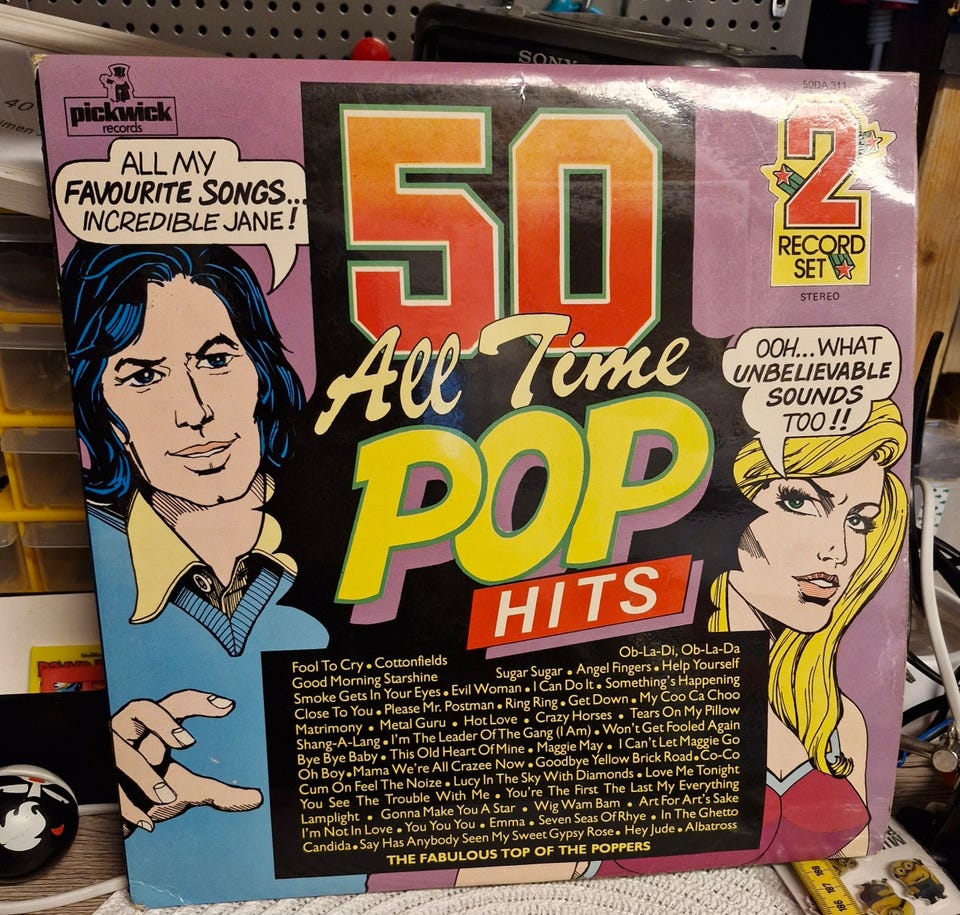 SONY
50DA 311
pickwick
records
ALL MY
FAVOURITE SONGS...
INCREDIBLE JANE!
50
All Time
POP
HITS
2
RECORD
SET
STEREO
OOH...WHAT
UNBELIEVABLE
SOUNDS
TOO!!
Fool To Cry • Cottonfields Ob-La-Di, Ob-La-Da
Good Morning Starshine Sugar Sugar • Angel Fingers • Help Yourself
Smoke Gets In Your Eyes • Evil Woman • I Can Do It • Something's Happening
Close To You • Please Mr. Postman • Ring Ring • Get Down • My Coo Ca Choo
Matrimony • Metal Guru • Hot Love • Crazy Horses • Tears On My Pillow
Shang-A-Lang • I'm The Leader Of The Gang (I Am) • Won't Get Fooled Again
Bye Bye Baby • This Old Heart Of Mine • Maggie May • I Can't Let Maggie Go
Oh Boy • Mama We're All Crazee Now • Goodbye Yellow Brick Road • Co-Co
Cum On Feel The Noize • Lucy In The Sky With Diamonds • Love Me Tonight
You See The Trouble With Me • You're The First The Last My Everything
Lamplight • Gonna Make You A Star • Wig Wam Bam • Art For Art's Sake
I'm Not In Love • You You You • Emma • Seven Seas Of Rhye • In The Ghetto
Candida • Say Has Anybody Seen My Sweet Gypsy Rose • Hey Jude • Albatross
THE FABULOUS TOP OF THE POPPERS